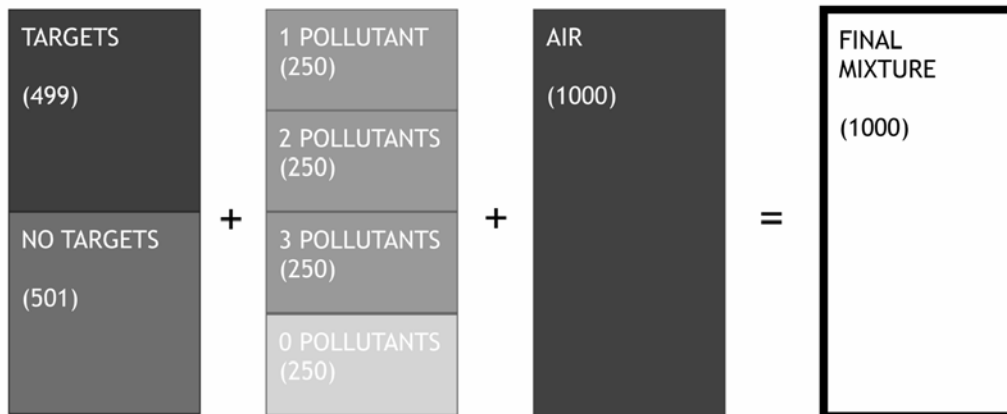 TARGETS
(499)
NO TARGETS
(501)
+
1 POLLUTANT
(250)
2 POLLUTANTS
(250)
3 POLLUTANTS
(250)
0 POLLUTANTS
(250)
+
AIR
(1000)
=
FINAL
MIXTURE
(1000)